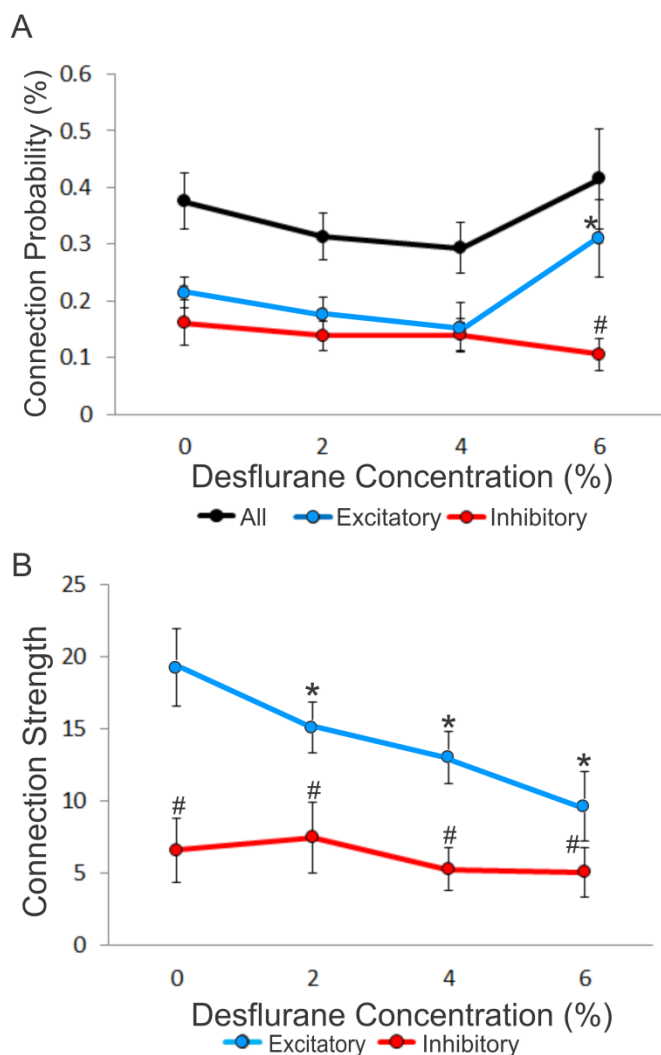 A
Connection Probability (%)
0.6
0.5
0.4
0.3
0.2
0.1
0
*
#
0 2 4 6
Desflurane Concentration (%)
All Excitatory Inhibitory
B
Connection Strength
25
20
15
10
5
0
* * *
# # # #
0 2 4 6
Desflurane Concentration (%)
Excitatory Inhibitory